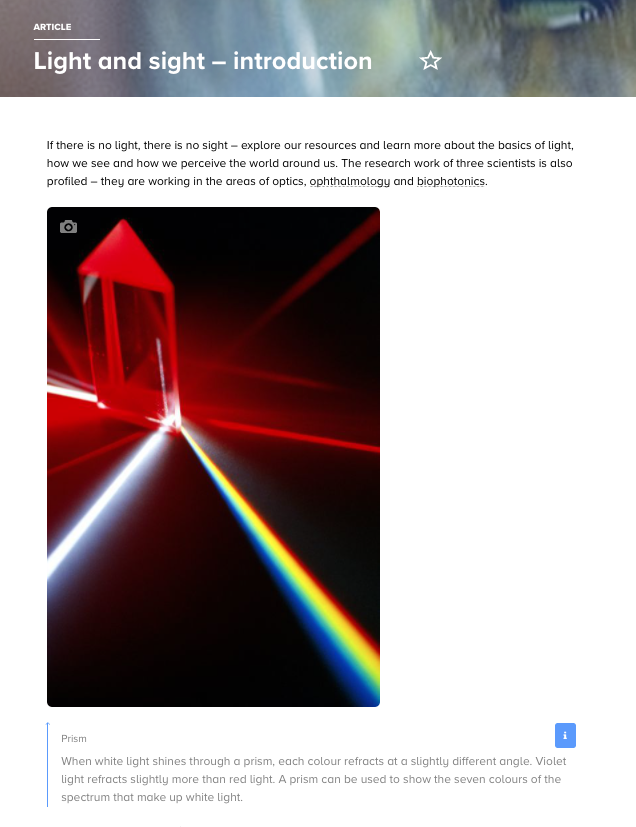 ARTICLE
Light and sight – introduction
If there is no light, there is no sight – explore our resources and learn more about the basics of light,
how we see and how we perceive the world around us. The research work of three scientists is also
profiled – they are working in the areas of optics, ophthalmology and biophotonics.
Prism
i
When white light shines through a prism, each colour refracts at a slightly different angle. Violet
light refracts slightly more than red light. A prism can be used to show the seven colours of the
spectrum that make up white light.